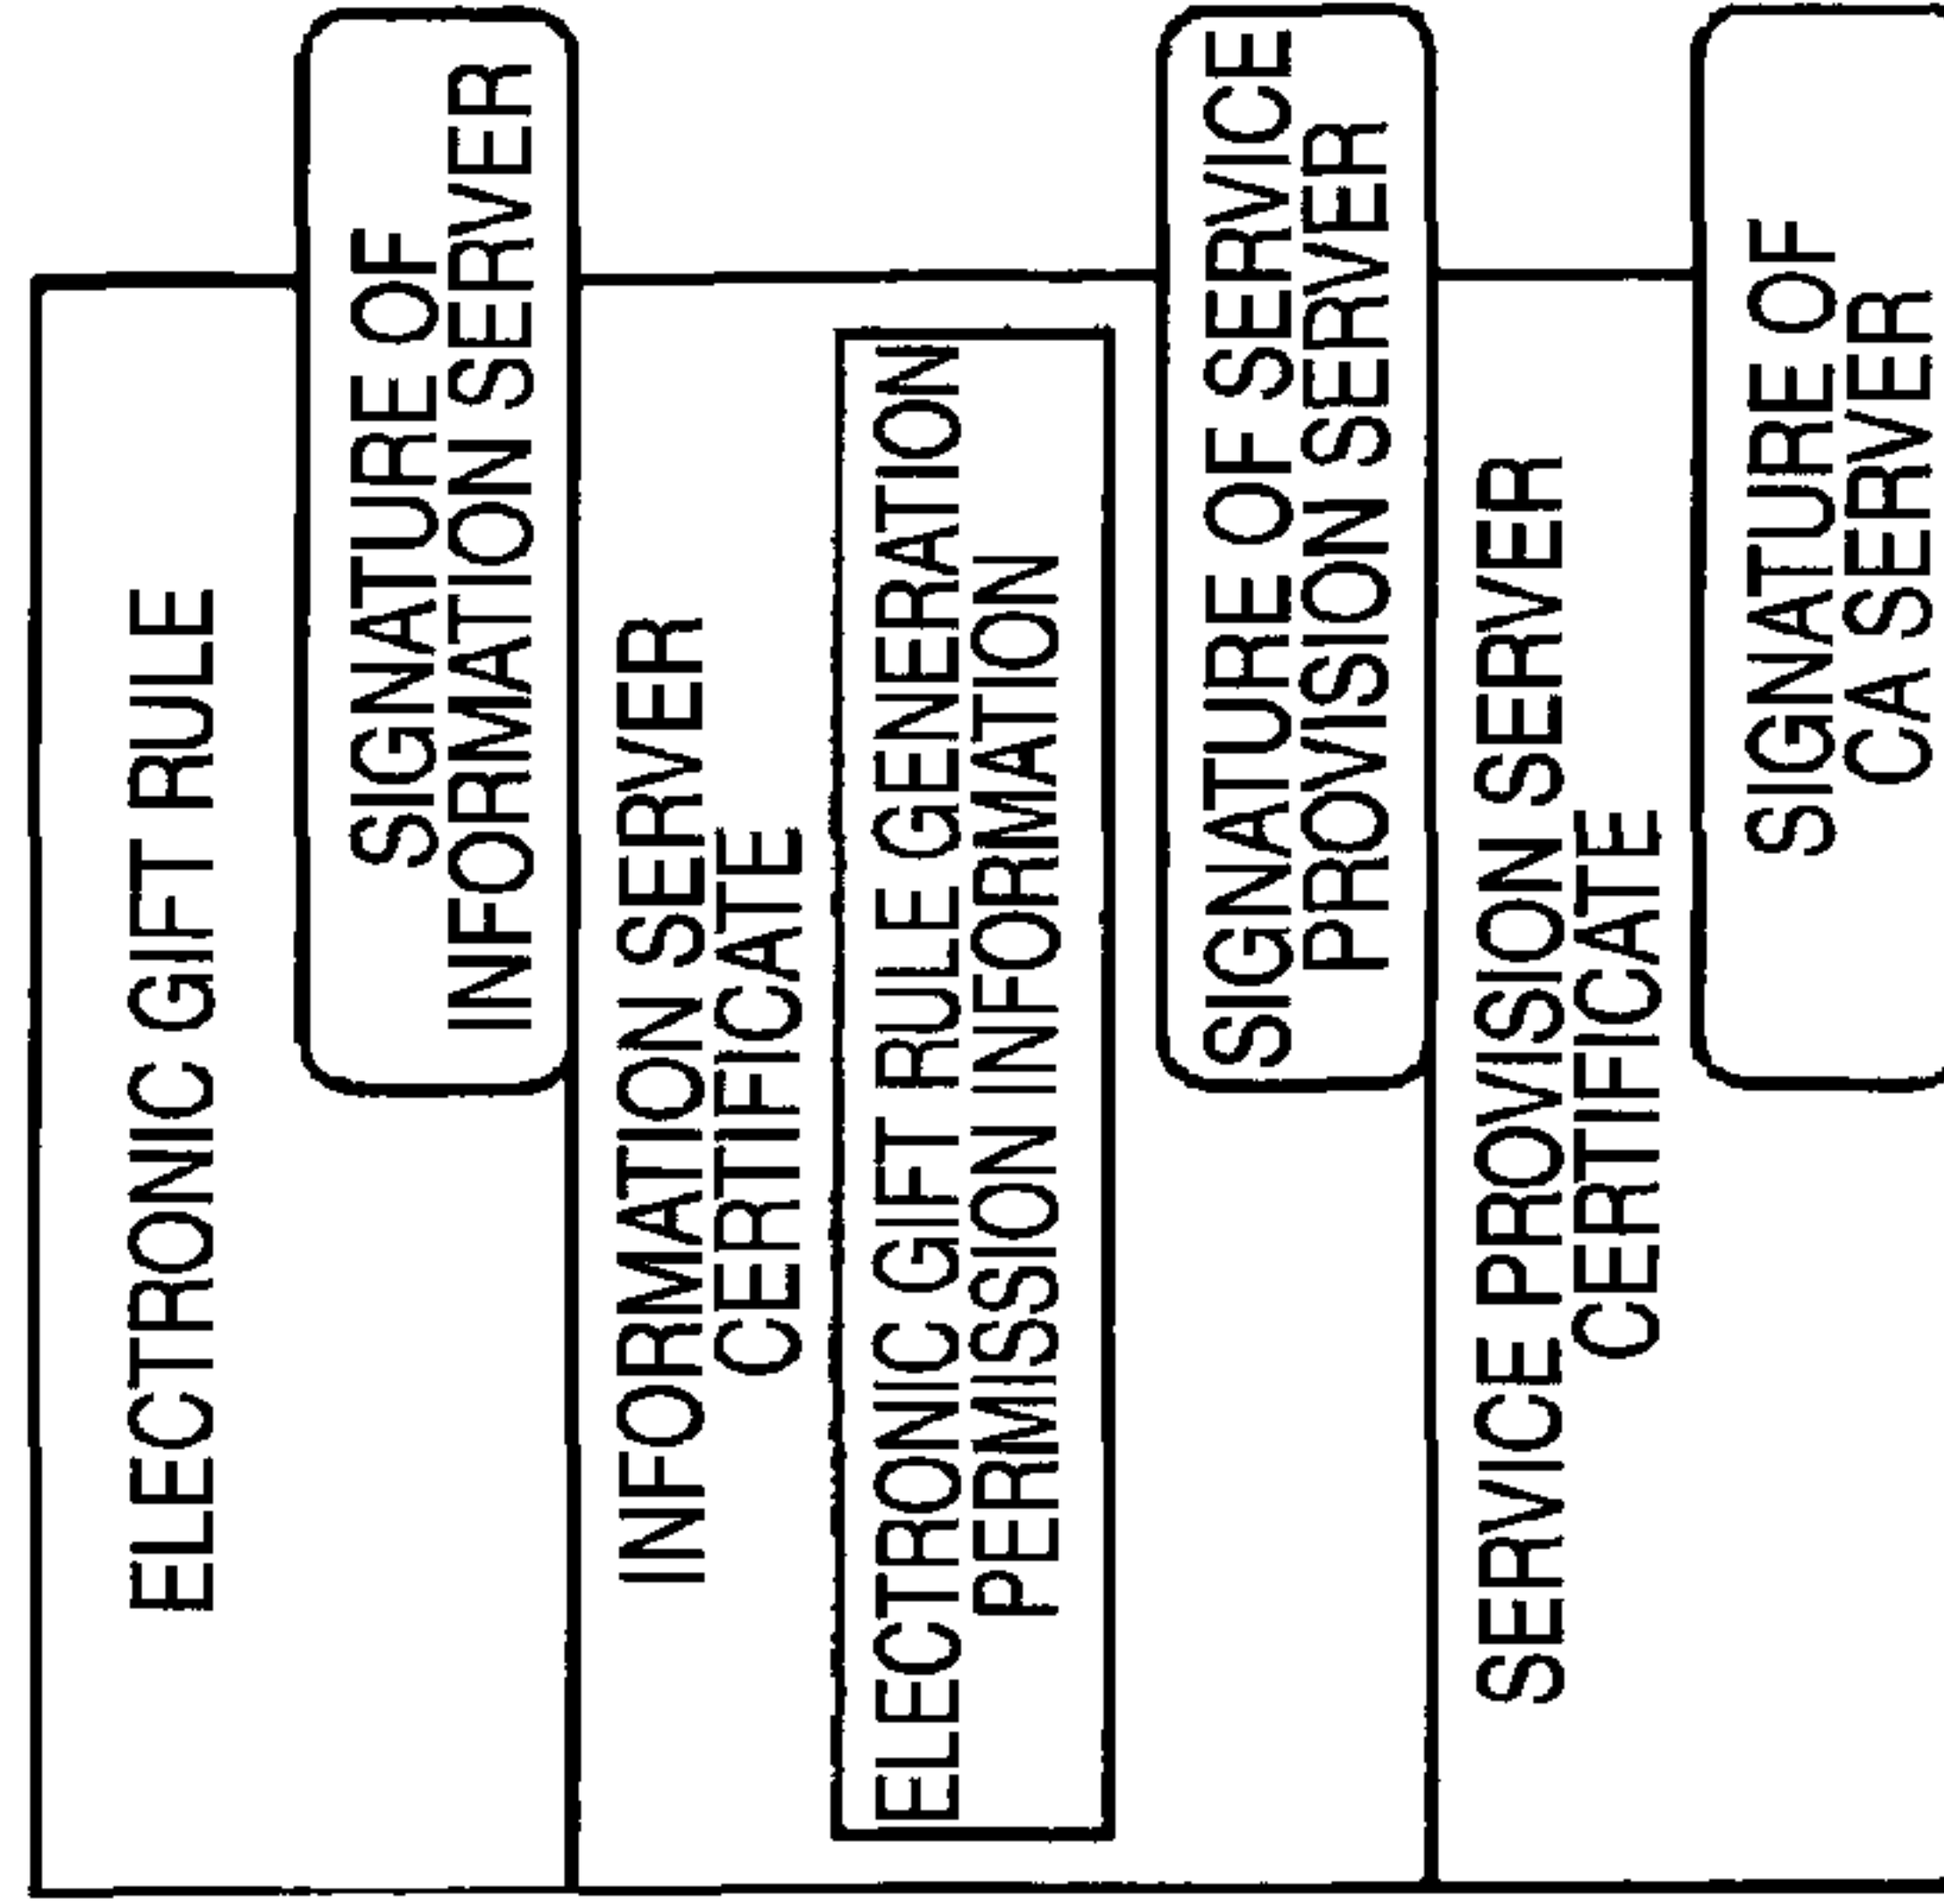 ELECTRONIC GIFT RULE
SIGNATURE OF
INFORMATION SERVER
INFORMATION SERVER
CERTIFICATE
ELECTRONIC GIFT RULE GENERATION
PERMISSION INFORMATION
SIGNATURE OF SERVICE
PROVISION SERVER
SERVICE PROVISION SERVER
CERTIFICATE
SIGNATURE OF
CA SERVER